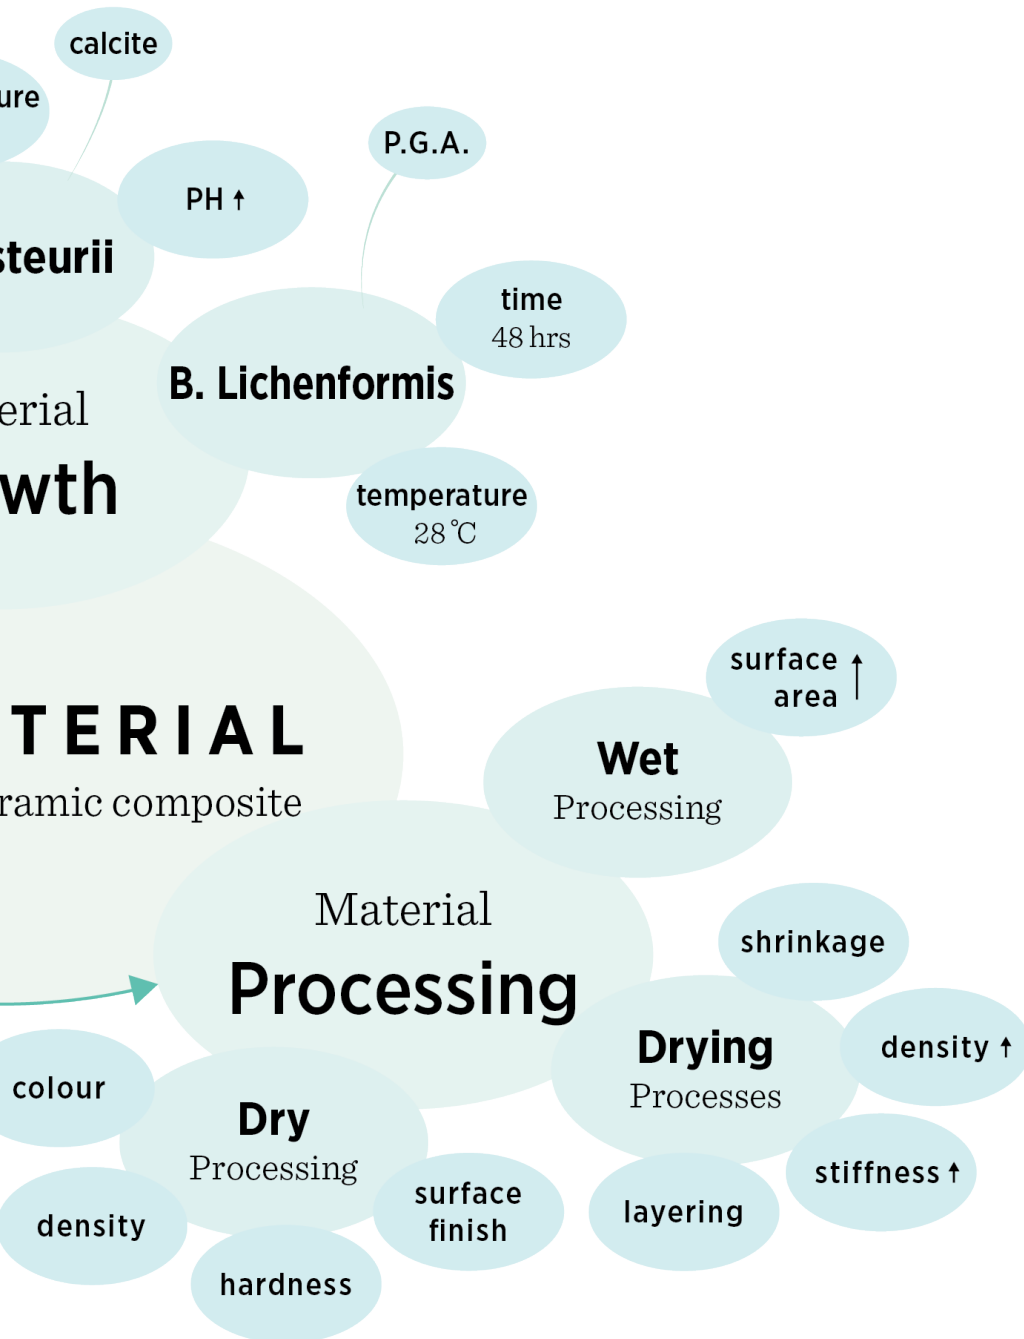 calcite
ure
P.G.A.
PH ↑
steurii
time
48 hrs
B. Lichenformis
erial
wth
temperature
28 °C
surface
area ↑
TERIAL
ramic composite
Wet
Processing
Material
Processing
shrinkage
Drying
Processes
density ↑
colour
Dry
Processing
stiffness ↑
surface
finish
layering
density
hardness